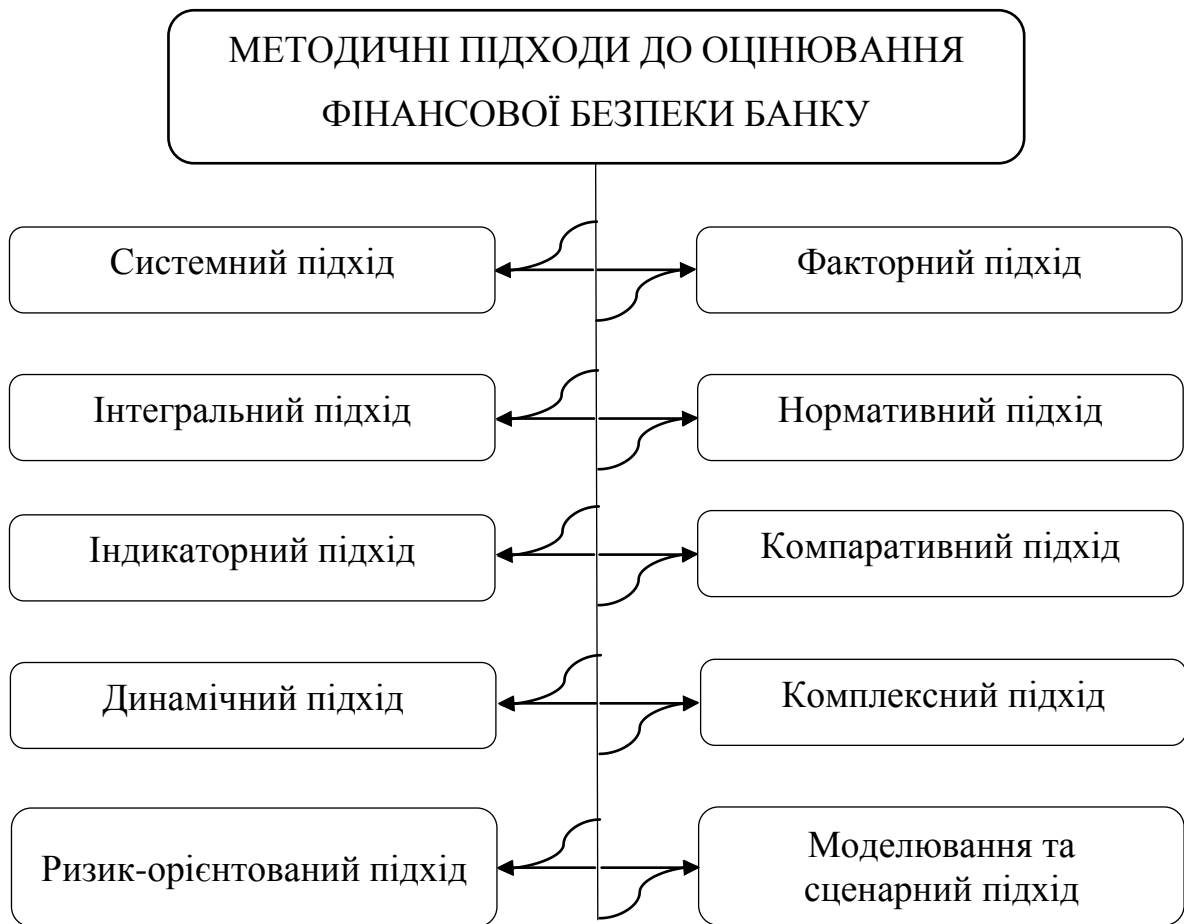 МЕТОДИЧНІ ПІДХОДИ ДО ОЦІНЮВАННЯ
ФІНАНСОВОЇ БЕЗПЕКИ БАНКУ
Системний підхід
Факторний підхід
Інтегральний підхід
Нормативний підхід
Індикаторний підхід
Компаративний підхід
Динамічний підхід
Комплексний підхід
Ризик-орієнтований підхід
Моделювання та
сценарний підхід